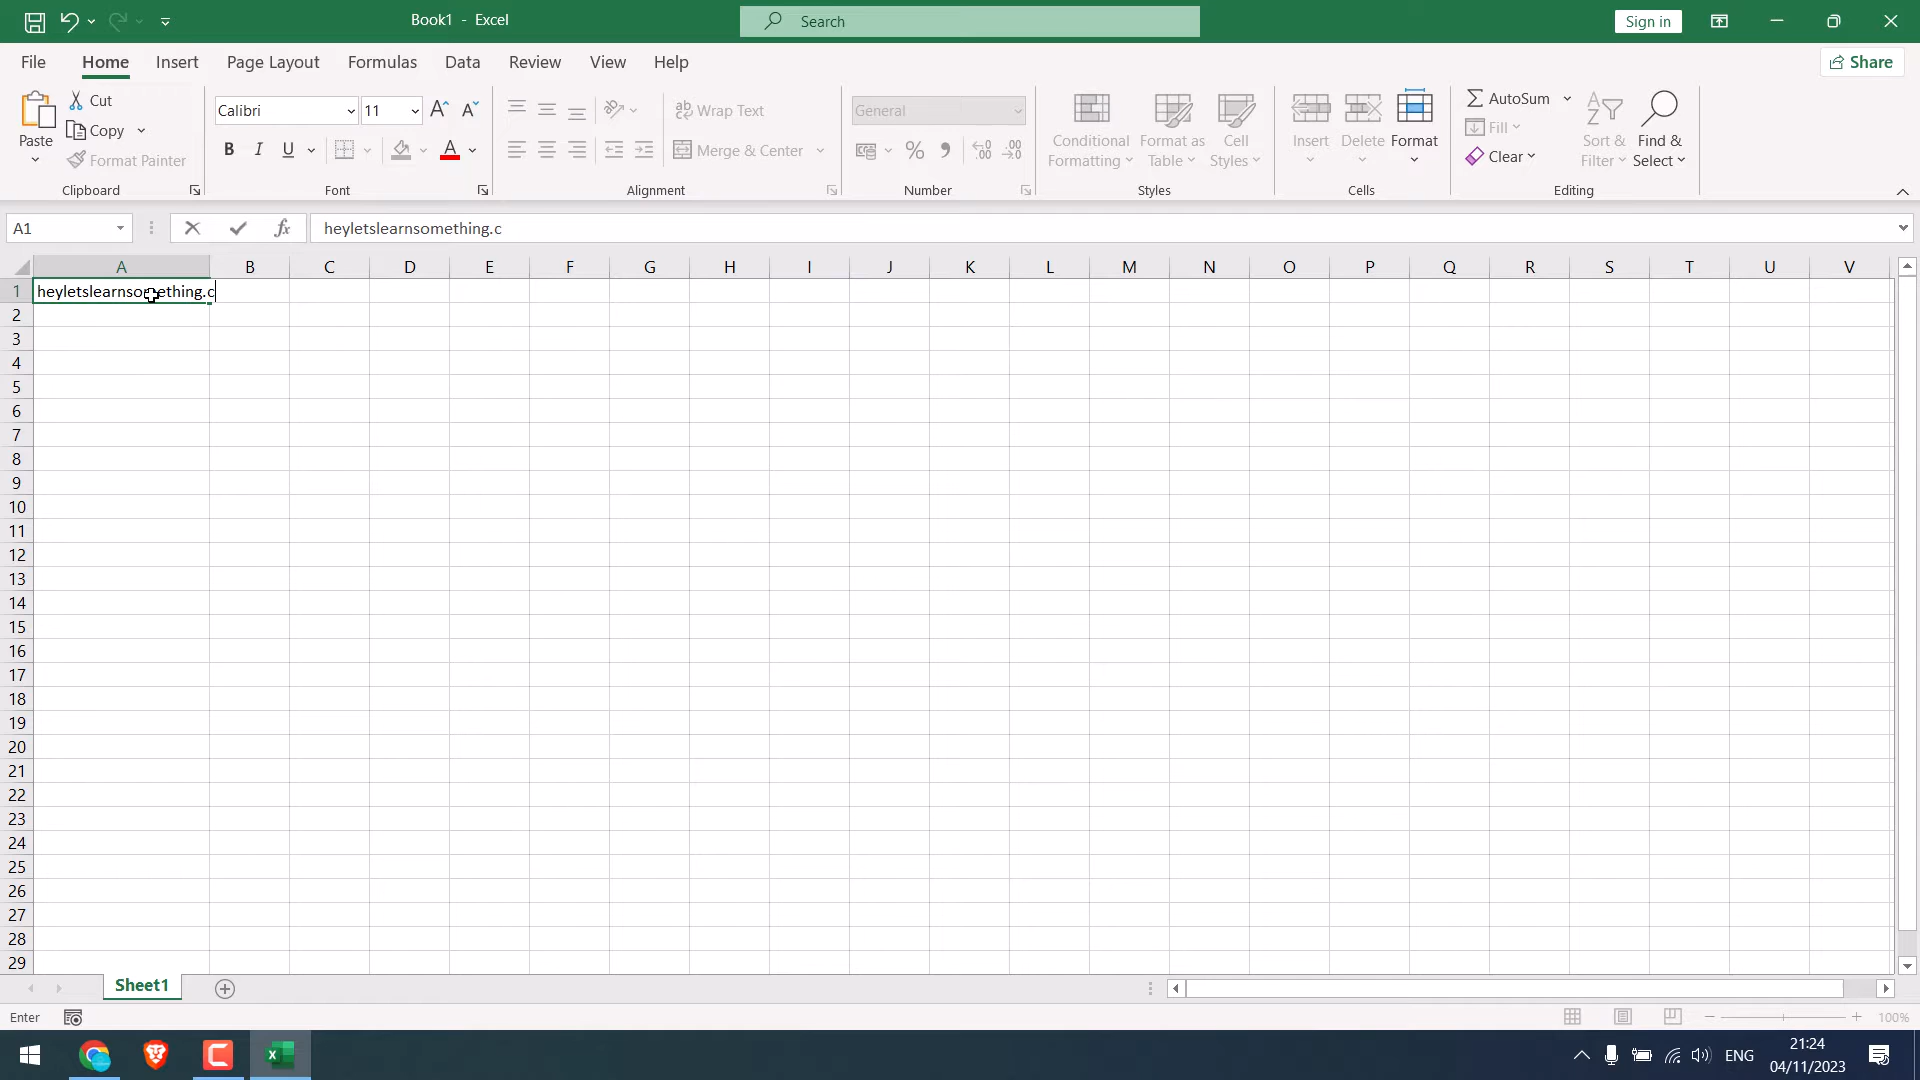 Book1 - Excel
Search
Sign in
File Home Insert Page Layout Formulas Data Review View Help
Share
Paste
Cut
Copy
Format Painter
Clipboard
Calibri 11
B I U
Font
Wrap Text
Merge & Center
Alignment
General
Number
Conditional Formatting
Format as Table
Cell Styles
Styles
Insert Delete Format
Cells
AutoSum
Fill
Clear
Sort & Filter
Find & Select
Editing
A1 fx heyletslearnsomething.c
A B C D E F G H I J K L M N O P Q R S T U V
1 heyletslearnsomething.c
2
3
4
5
6
7
8
9
10
11
12
13
14
15
16
17
18
19
20
21
22
23
24
25
26
27
28
29
Sheet1
Enter
100%
ENG
21:24
04/11/2023